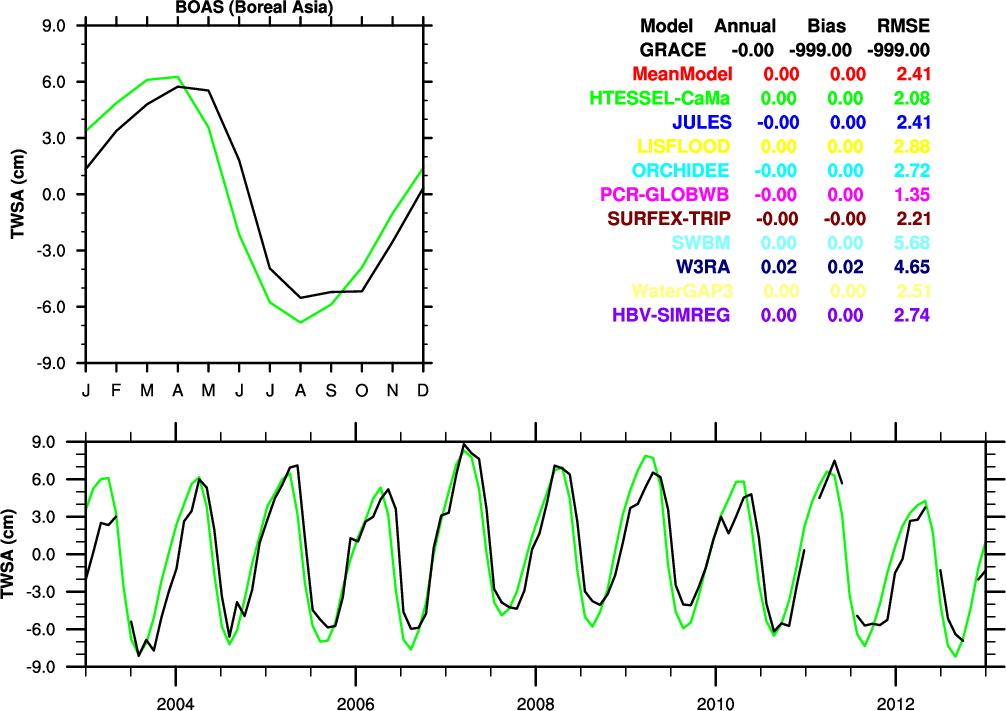 BOAS (Boreal Asia)
9.0
6.0
3.0
0.0
-3.0
-6.0
-9.0
TWSA (cm)
J F M A M J J A S O N D
Model Annual Bias RMSE
GRACE -0.00 -999.00 -999.00
MeanModel 0.00 0.00 2.41
HTESSEL-CaMa 0.00 0.00 2.08
JULES -0.00 0.00 2.41
LISFLOOD 0.00 0.00 2.88
ORCHIDEE -0.00 0.00 2.72
PCR-GLOBWB -0.00 0.00 1.35
SURFEX-TRIP -0.00 -0.00 2.21
SWBM 0.00 0.00 5.68
W3RA 0.02 0.02 4.65
WaterGAP3 0.00 0.00 2.51
HBV-SIMREG 0.00 0.00 2.74
9.0
6.0
3.0
0.0
-3.0
-6.0
-9.0
TWSA (cm)
2004 2006 2008 2010 2012